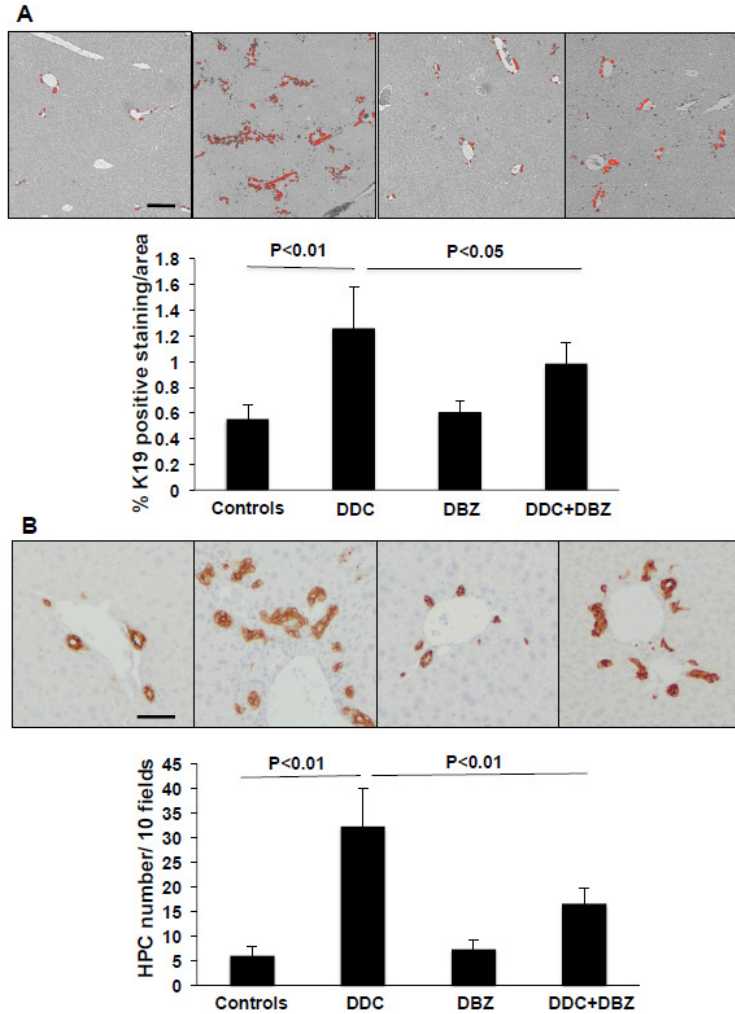 A
P<0.01 P<0.05
% K19 positive staining/area
1.8
1.6
1.4
1.2
1
0.8
0.6
0.4
0.2
0
Controls DDC DBZ DDC+DBZ
B
P<0.01 P<0.01
HPC number/ 10 fields
45
40
35
30
25
20
15
10
5
0
Controls DDC DBZ DDC+DBZ